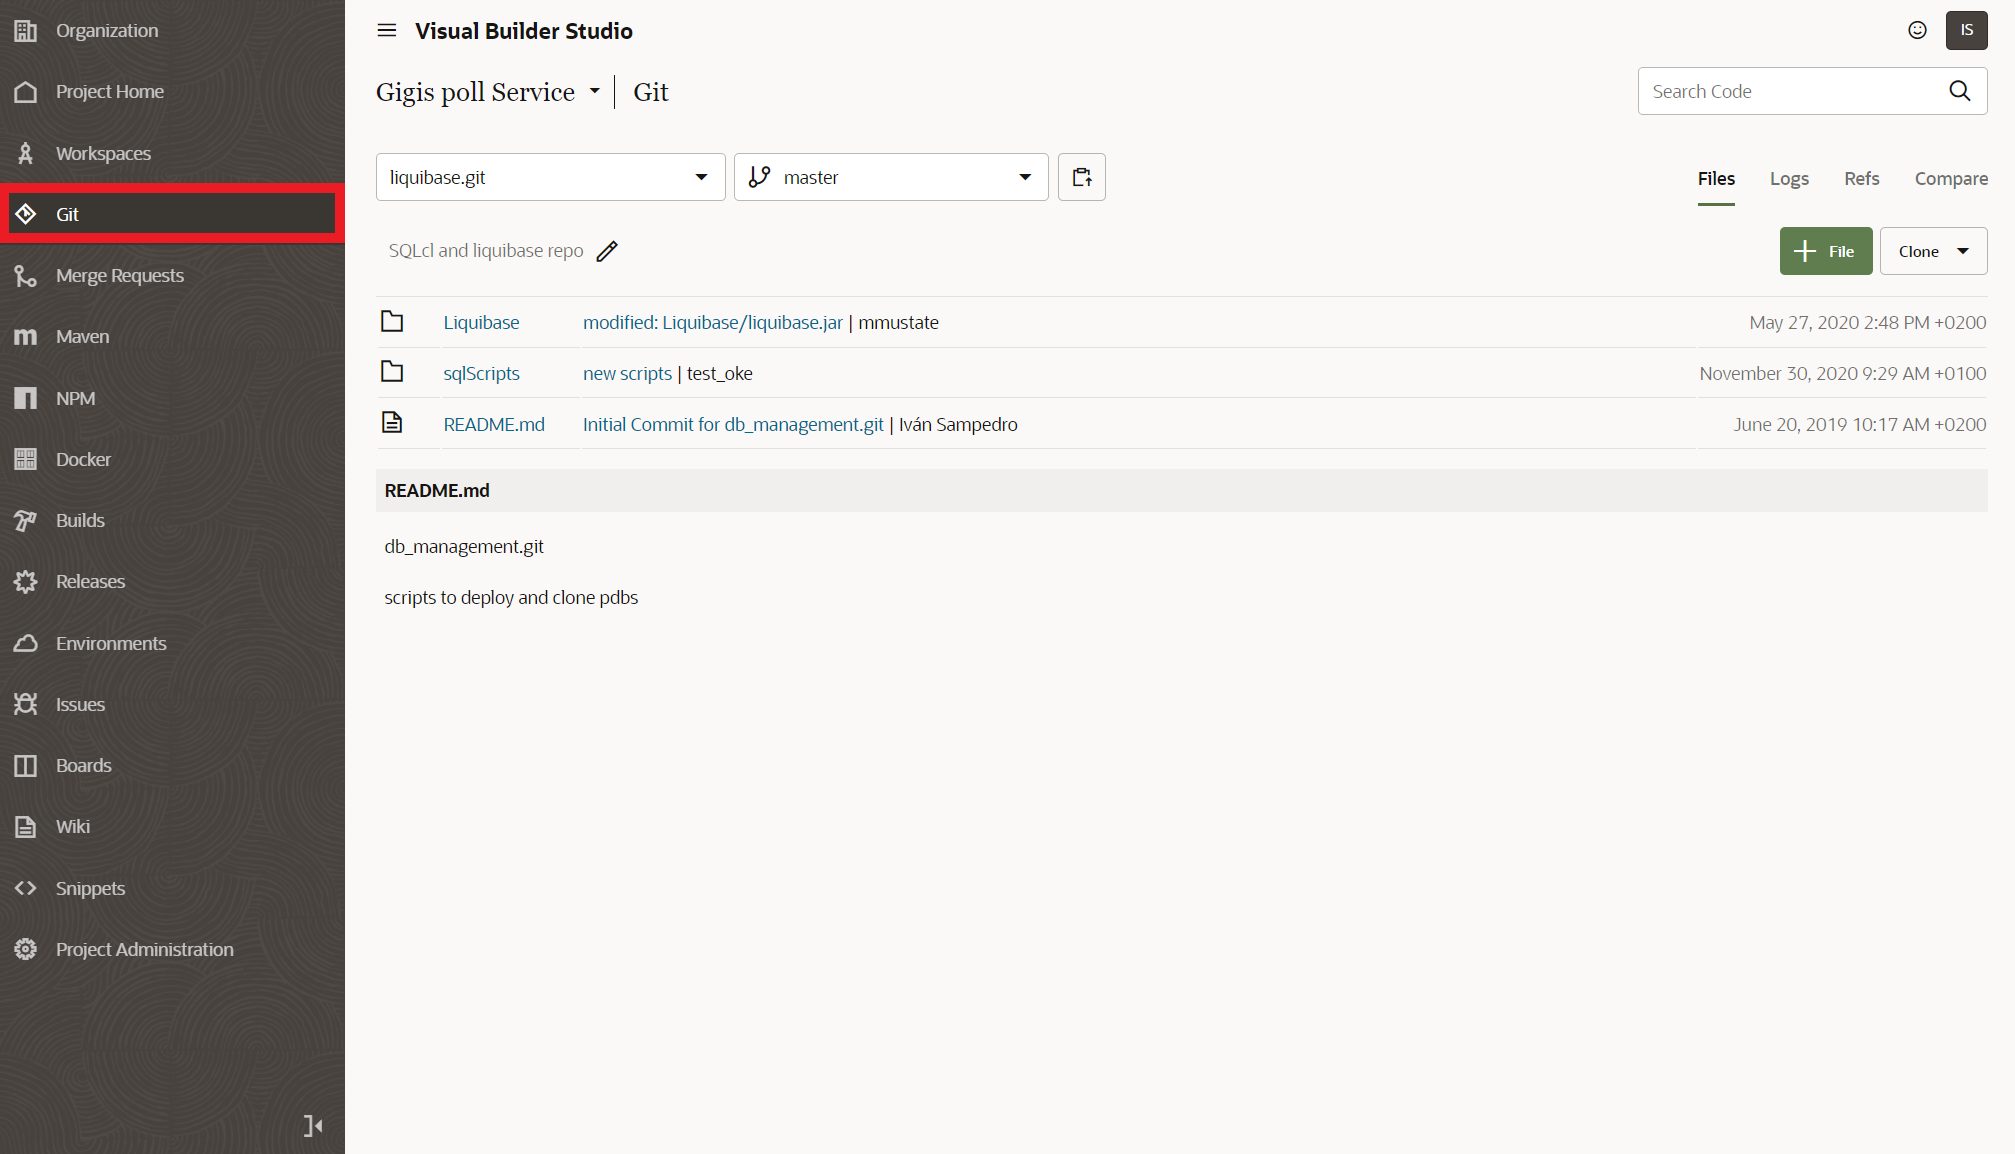 Organization
Project Home
Workspaces
Git
Merge Requests
Maven
NPM
Docker
Builds
Releases
Environments
Issues
Boards
Wiki
Snippets
Project Administration
Visual Builder Studio
IS
Gigis poll Service | Git
Search Code
liquibase.git
master
Files Logs Refs Compare
SQLcl and liquibase repo
File
Clone
Liquibase modified: Liquibase/liquibase.jar | mmustate May 27, 2020 2:48 PM +0200
sqlScripts new scripts | test_oke November 30, 2020 9:29 AM +0100
README.md Initial Commit for db_management.git | Iván Sampedro June 20, 2019 10:17 AM +0200
README.md
db_management.git
scripts to deploy and clone pdbs